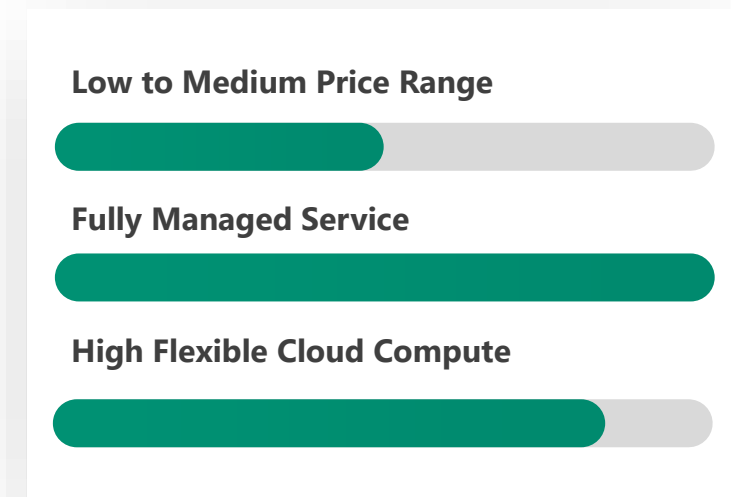 Low to Medium Price Range
Fully Managed Service
High Flexible Cloud Compute